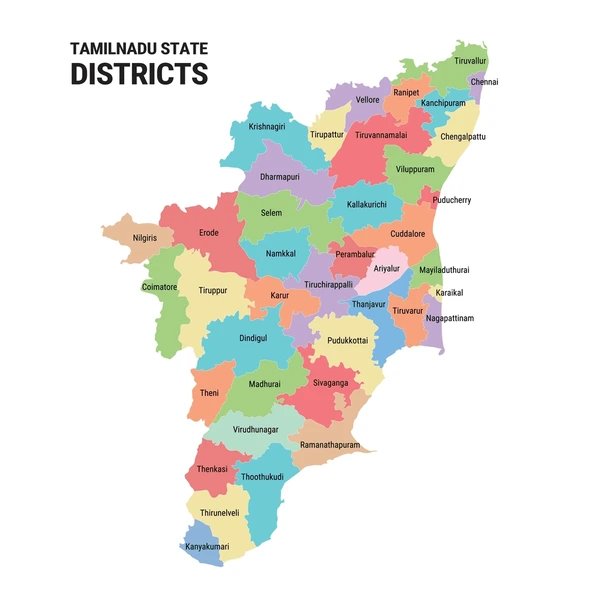 TAMILNADU STATE
DISTRICTS
Tiruvallur
Chennai
Ranipet
Vellore
Kanchipuram
Krishnagiri
Tirupattur
Tiruvannamalai
Chengalpattu
Viluppuram
Dharmapuri
Puducherry
Kallakurichi
Selem
Erode
Cuddalore
Nilgiris
Namkkal
Perambalur
Ariyalur
Mayiladuthurai
Coimatore
Tiruppur
Tiruchirappalli
Karur
Karaikal
Thanjavur
Tiruvarur
Nagapattinam
Dindigul
Pudukkottai
Madhurai
Sivaganga
Theni
Virudhunagar
Ramanathapuram
Thenkasi
Thoothukudi
Thirunelveli
Kanyakumari